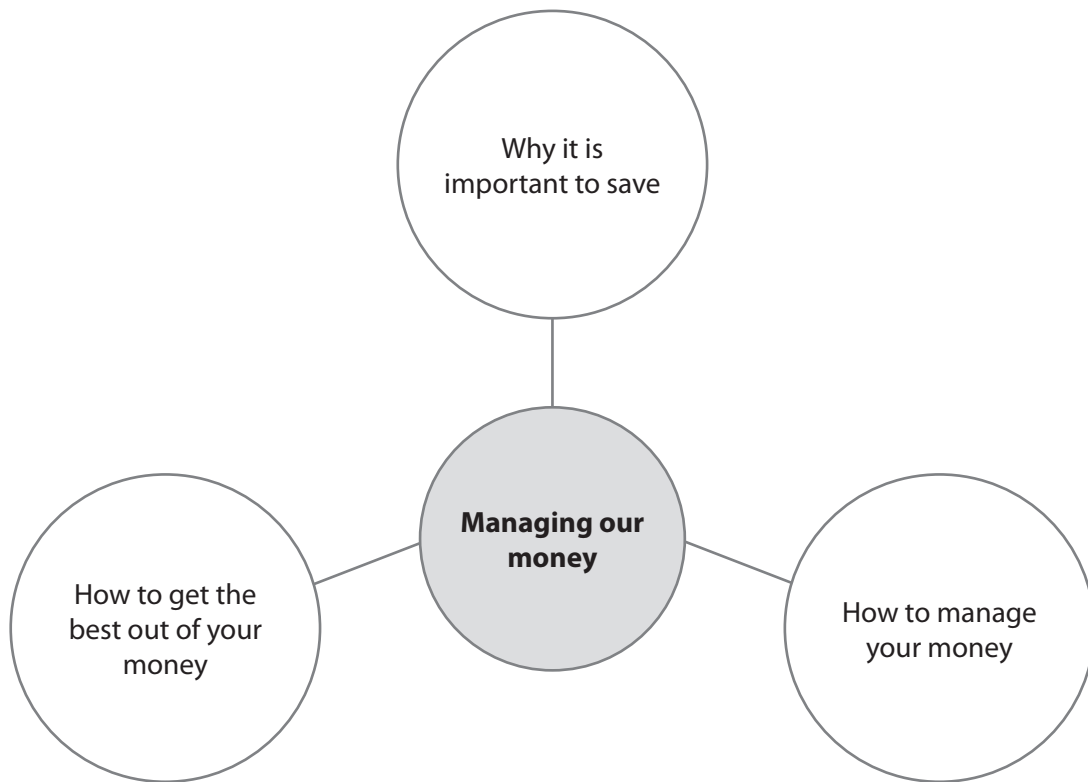 Why it is
important to save
Managing our
money
How to get the
best out of your
money
How to manage
your money